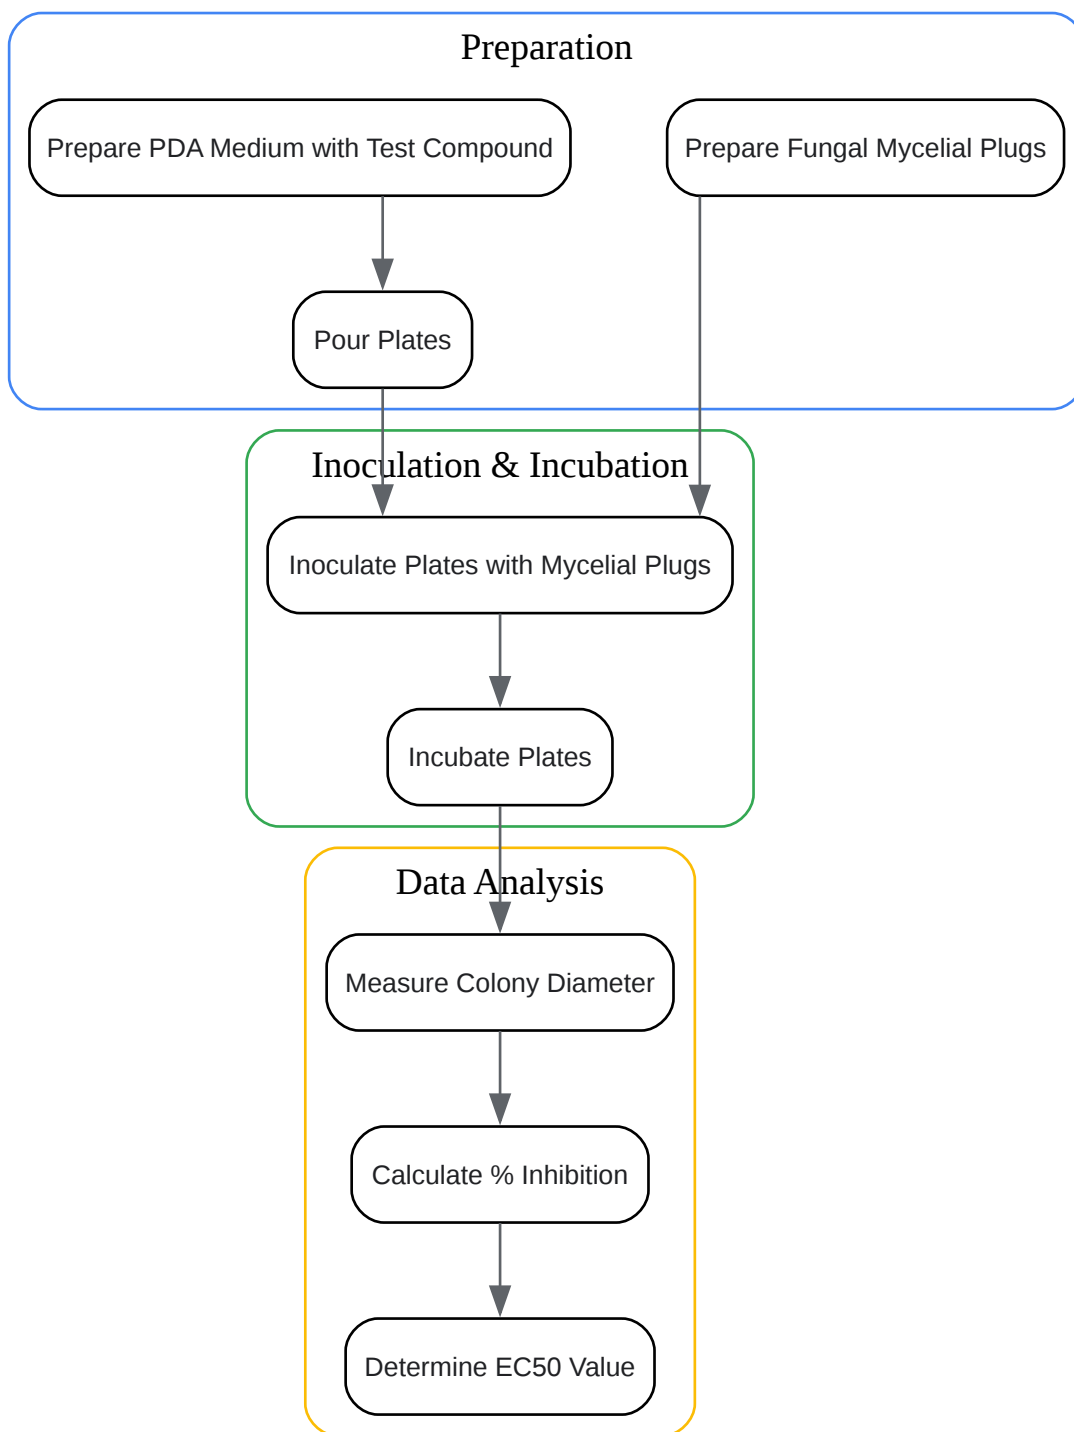 Preparation
Prepare PDA Medium with Test Compound
Prepare Fungal Mycelial Plugs
Pour Plates
Inoculation & Incubation
Inoculate Plates with Mycelial Plugs
Incubate Plates
Data Analysis
Measure Colony Diameter
Calculate % Inhibition
Determine EC50 Value